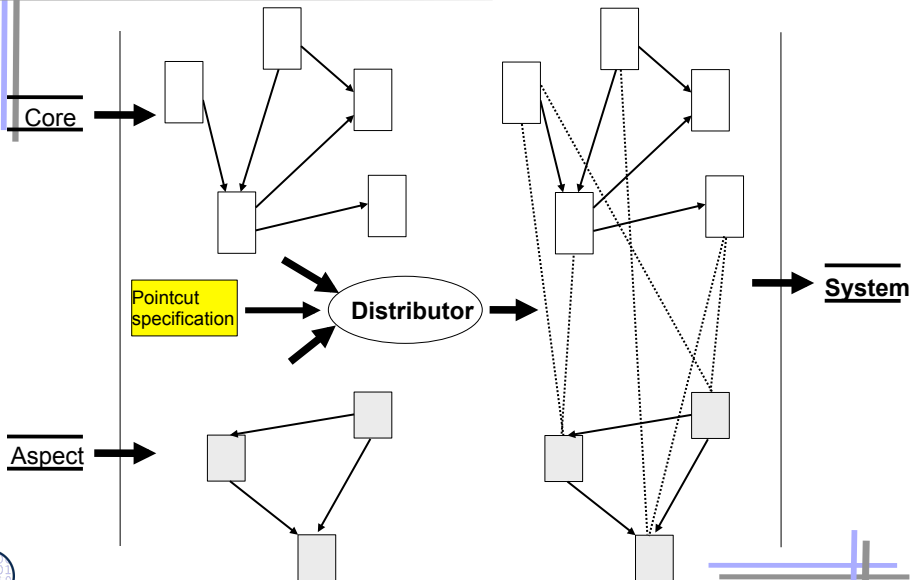 Core
Pointcut
specification
Distributor
System
Aspect